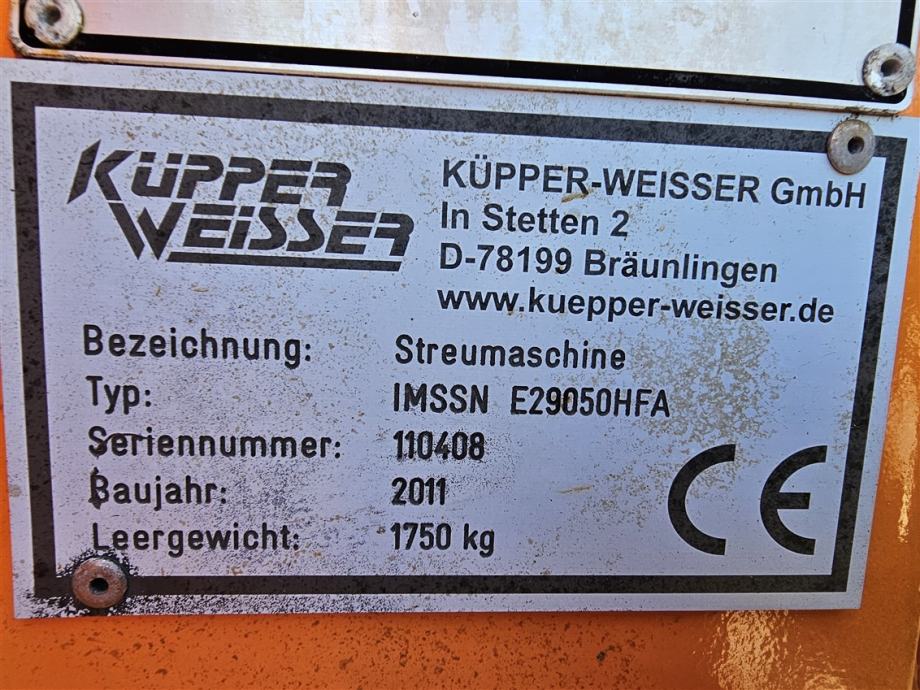 KÜPPER
WEISSER
KÜPPER-WEISSER GmbH
In Stetten 2
D-78199 Bräunlingen
www.kuepper-weisser.de
Bezeichnung: Streumaschine
Typ: IMSSN E29050HFA
Seriennummer: 110408
Baujahr: 2011
Leergewicht: 1750 kg
CE